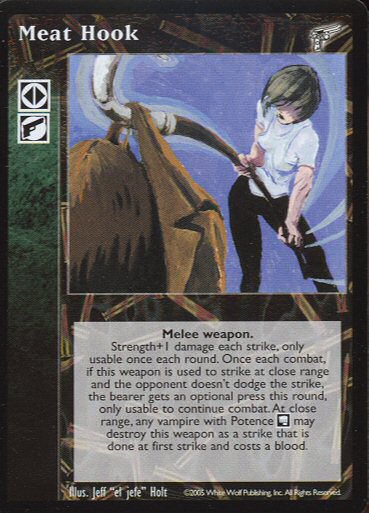 Meat Hook
Melee weapon.
Strength+1 damage each strike, only
usable once each round. Once each combat,
if this weapon is used to strike at close range
and the opponent doesn't dodge the strike,
the bearer gets an optional press this round,
only usable to continue combat. At close
range, any vampire with Potence may
destroy this weapon as a strike that is
done at first strike and costs a blood.
Illus. Jeff "el jefe" Holt ©2005 White Wolf Publishing, Inc. All Rights Reserved.